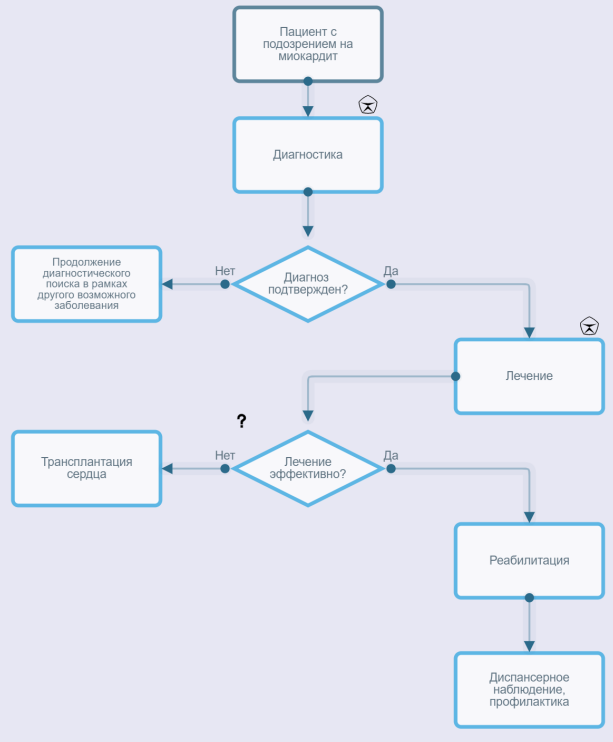 Пациент с
подозрением на
миокардит
Диагностика
Диагноз
подтвержден?
Нет
Да
Продолжение
диагностического
поиска в рамках
другого возможного
заболевания
Лечение
?
Лечение
эффективно?
Нет
Да
Трансплантация
сердца
Реабилитация
Диспансерное
наблюдение,
профилактика